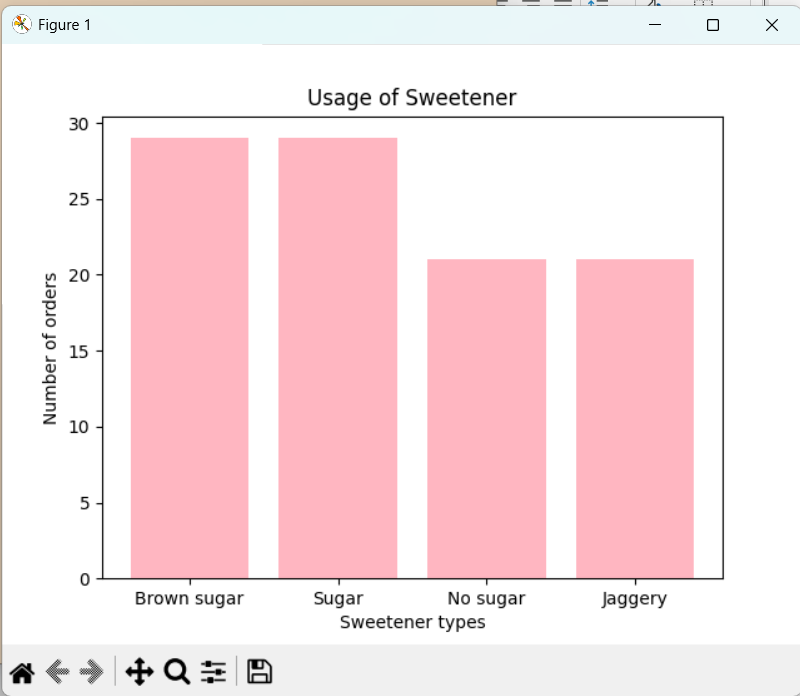 Figure 1
Usage of Sweetener
30
25
20
15
10
5
0
Number of orders
Brown sugar Sugar No sugar Jaggery
Sweetener types